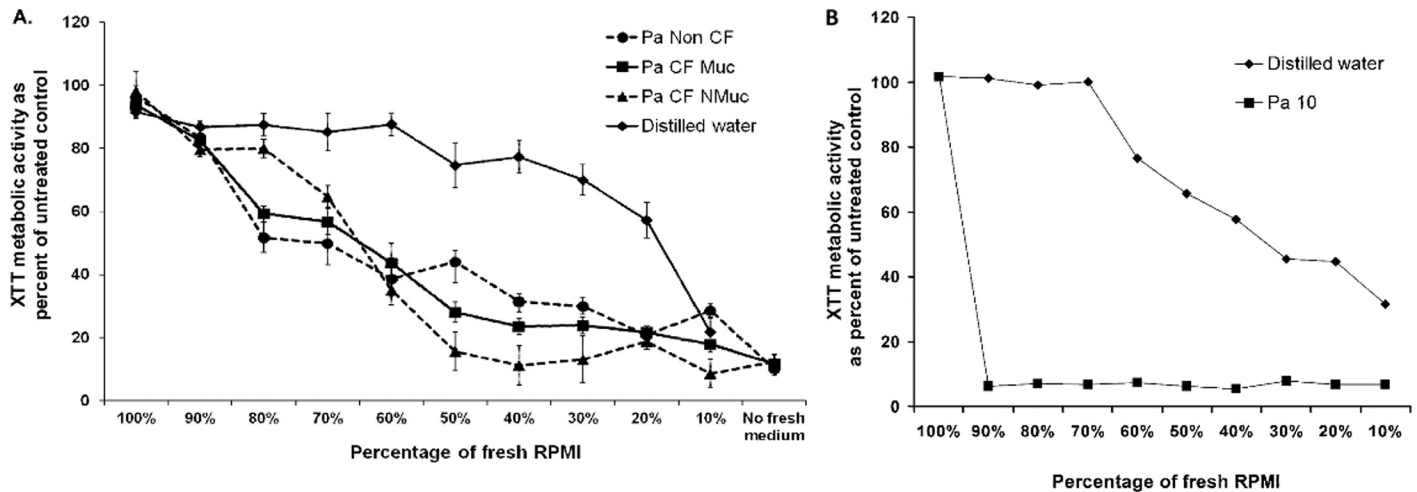 A.
XTT metabolic activity as
percent of untreated control
120
100
80
60
40
20
0
Pa Non CF
Pa CF Muc
Pa CF NMuc
Distilled water
100% 90% 80% 70% 60% 50% 40% 30% 20% 10% No fresh
medium
Percentage of fresh RPMI
B
XTT metabolic activity
as percent of untreated control
120
100
80
60
40
20
0
Distilled water
Pa 10
100% 90% 80% 70% 60% 50% 40% 30% 20% 10%
Percentage of fresh RPMI